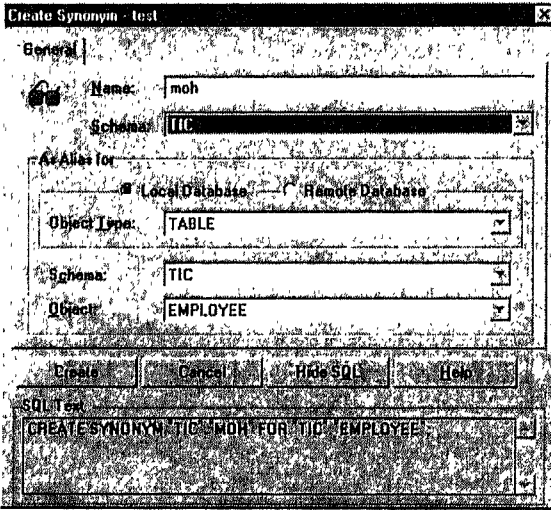 Create Synonym - test
General
Name: moh
Schema: TIC
As Alias for
Local Database Remote Database
Object Type: TABLE
Schema: TIC
Object: EMPLOYEE
Create Cancel Hide SQL Help
SQL Text
CREATE SYNONYM "TIC"."MOH" FOR "TIC"."EMPLOYEE";